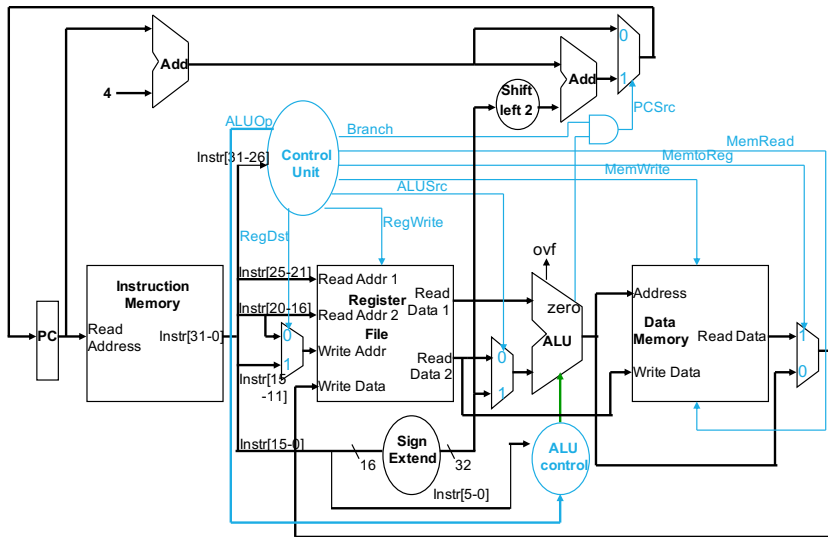 Add
4
Shift
left 2
Add
0
1
PCSrc
ALUOp
Branch
MemRead
Instr[31-26]
Control
Unit
MemtoReg
MemWrite
ALUSrc
RegDst
RegWrite
ovf
Instruction
Memory
PC
Read
Address
Instr[31-0]
Instr[25-21]
Instr[20-16]
0
1
Instr[15
-11]
Instr[15-0]
Read Addr 1
Register
Read Addr 2
File
Write Addr
Write Data
Read
Data 1
Read
Data 2
0
1
zero
ALU
Address
Data
Memory
Read Data
Write Data
1
0
Sign
Extend
16
32
ALU
control
Instr[5-0]